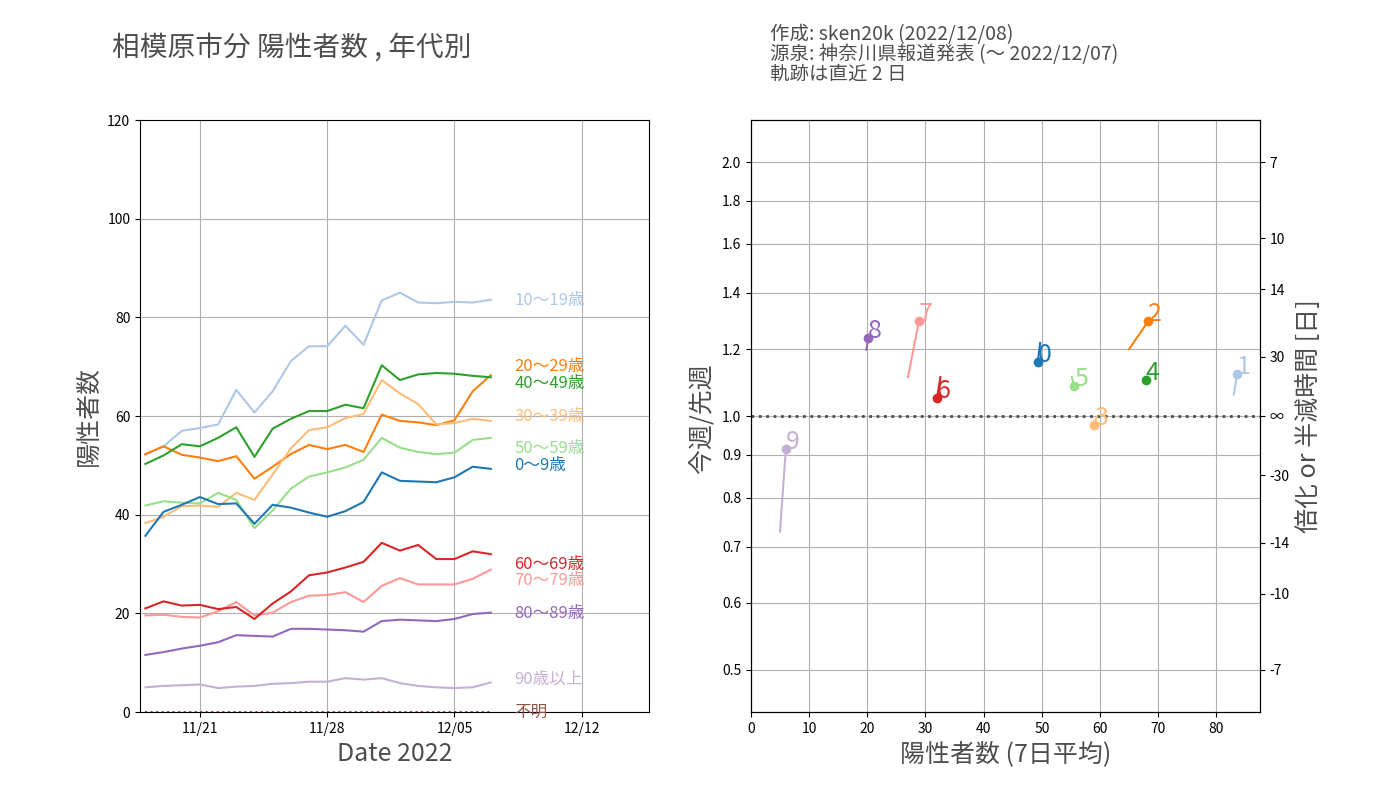 相模原市分 陽性者数 , 年代別
作成: sken20k (2022/12/08)
源泉: 神奈川県報道発表 (〜 2022/12/07)
軌跡は直近 2 日
陽性者数
120
100
80
60
40
20
0
10〜19歳
20〜29歳
40〜49歳
30〜39歳
50〜59歳
0〜9歳
60〜69歳
70〜79歳
80〜89歳
90歳以上
不明
11/21
11/28
12/05
12/12
Date 2022
今週/先週
2.0
1.8
1.6
1.4
1.2
1.0
0.9
0.8
0.7
0.6
0.5
7
2
8
0
1
5
4
6
3
9
7
10
14
30
∞
-30
-14
-10
-7
倍化 or 半減時間 [日]
0
10
20
30
40
50
60
70
80
陽性者数 (7日平均)